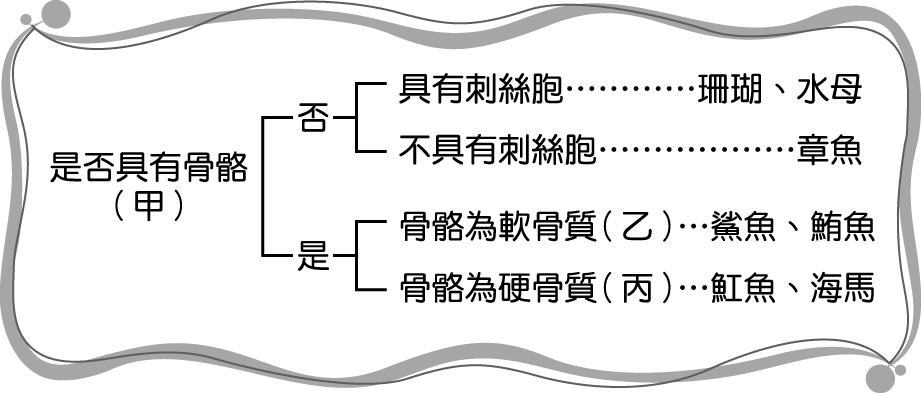 是否具有骨骼
(甲)
否
具有刺絲胞…………珊瑚、水母
不具有刺絲胞………………章魚
是
骨骼為軟骨質(乙)…鯊魚、鮪魚
骨骼為硬骨質(丙)…魟魚、海馬